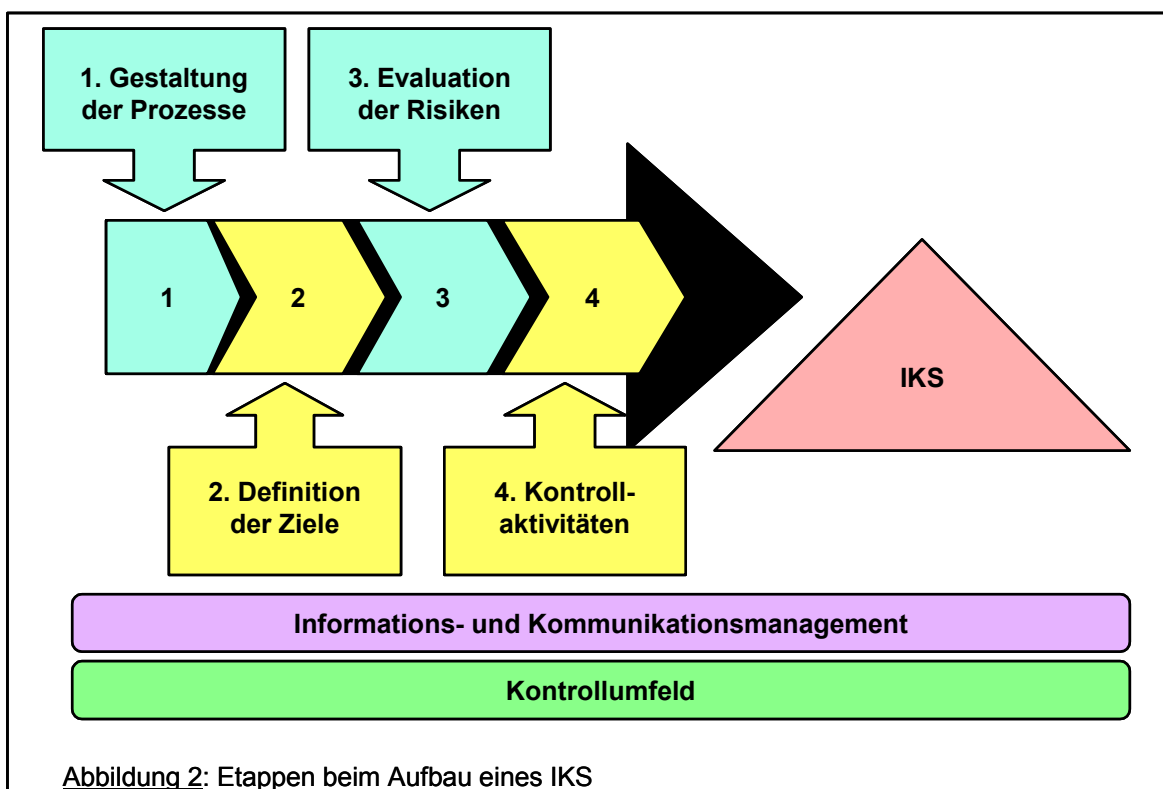 1. Gestaltung
der Prozesse
3. Evaluation
der Risiken
1
2
3
4
IKS
2. Definition
der Ziele
4. Kontroll-
aktivitäten
Informations- und Kommunikationsmanagement
Kontrollumfeld
Abbildung 2: Etappen beim Aufbau eines IKS